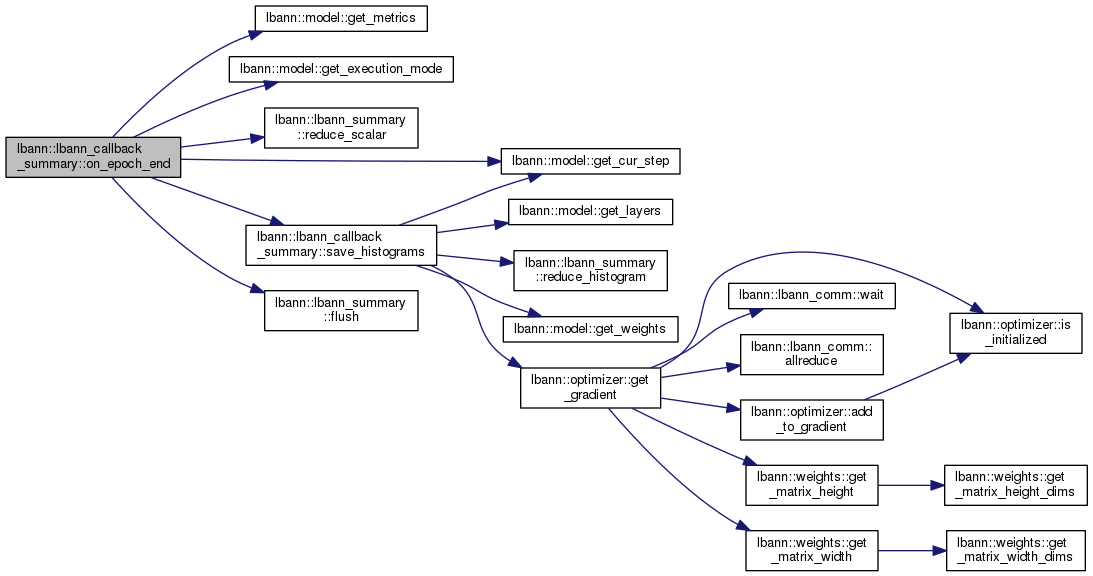 lbann::lbann_callback
_summary::on_epoch_end
lbann::model::get_metrics
lbann::model::get_execution_mode
lbann::lbann_summary
::reduce_scalar
lbann::model::get_cur_step
lbann::lbann_callback
_summary::save_histograms
lbann::lbann_summary
::flush
lbann::model::get_layers
lbann::lbann_summary
::reduce_histogram
lbann::model::get_weights
lbann::optimizer::get
_gradient
lbann::lbann_comm::wait
lbann::lbann_comm::
allreduce
lbann::optimizer::add
_to_gradient
lbann::optimizer::is
_initialized
lbann::weights::get
_matrix_height
lbann::weights::get
_matrix_height_dims
lbann::weights::get
_matrix_width
lbann::weights::get
_matrix_width_dims